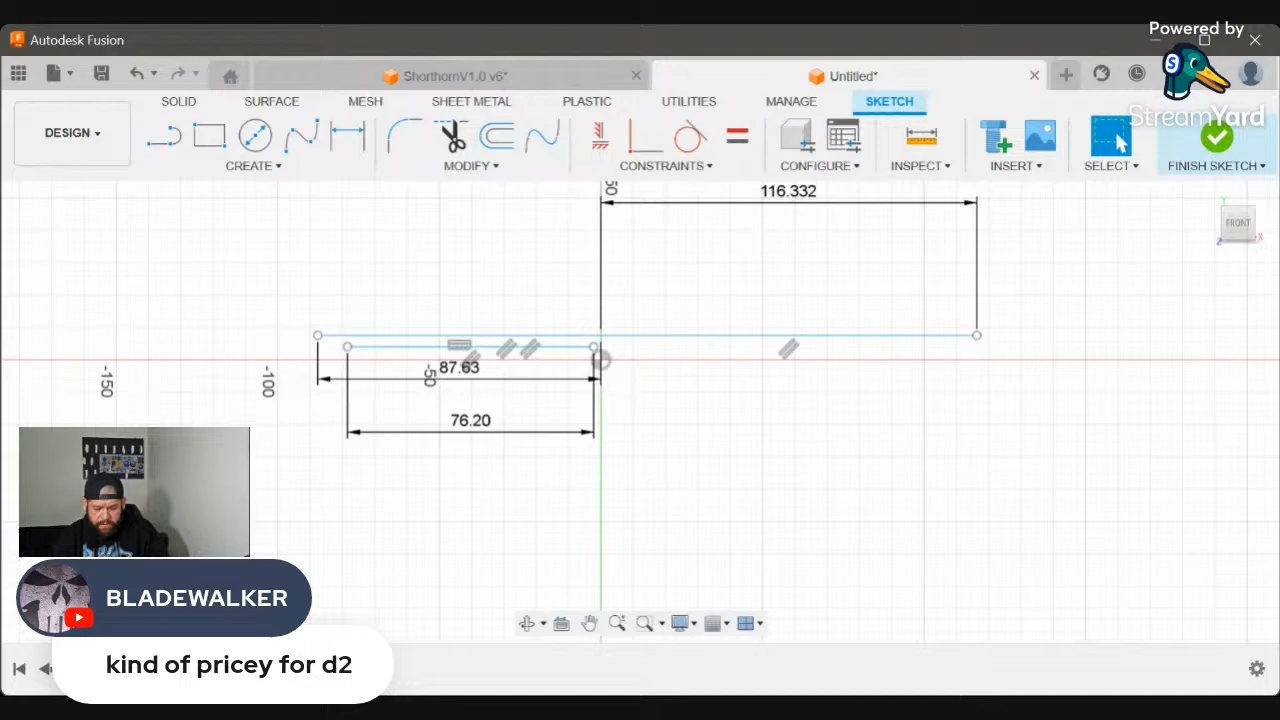 Powered by
StreamYard
Autodesk Fusion
ShorthornV1.0 v6*
Untitled*
SOLID SURFACE MESH SHEET METAL PLASTIC UTILITIES MANAGE SKETCH
DESIGN
CREATE MODIFY CONSTRAINTS CONFIGURE INSPECT INSERT SELECT FINISH SKETCH
50
116.332
FRONT
Y
X
Z
-150
-100
-50
87.63
76.20
BLADEWALKER
kind of pricey for d2